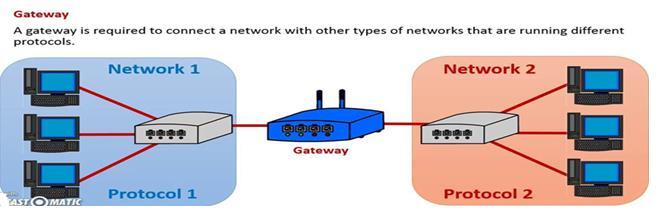 Gateway
A gateway is required to connect a network with other types of networks that are running different
protocols.
Network 1
Network 2
Gateway
Protocol 1
Protocol 2